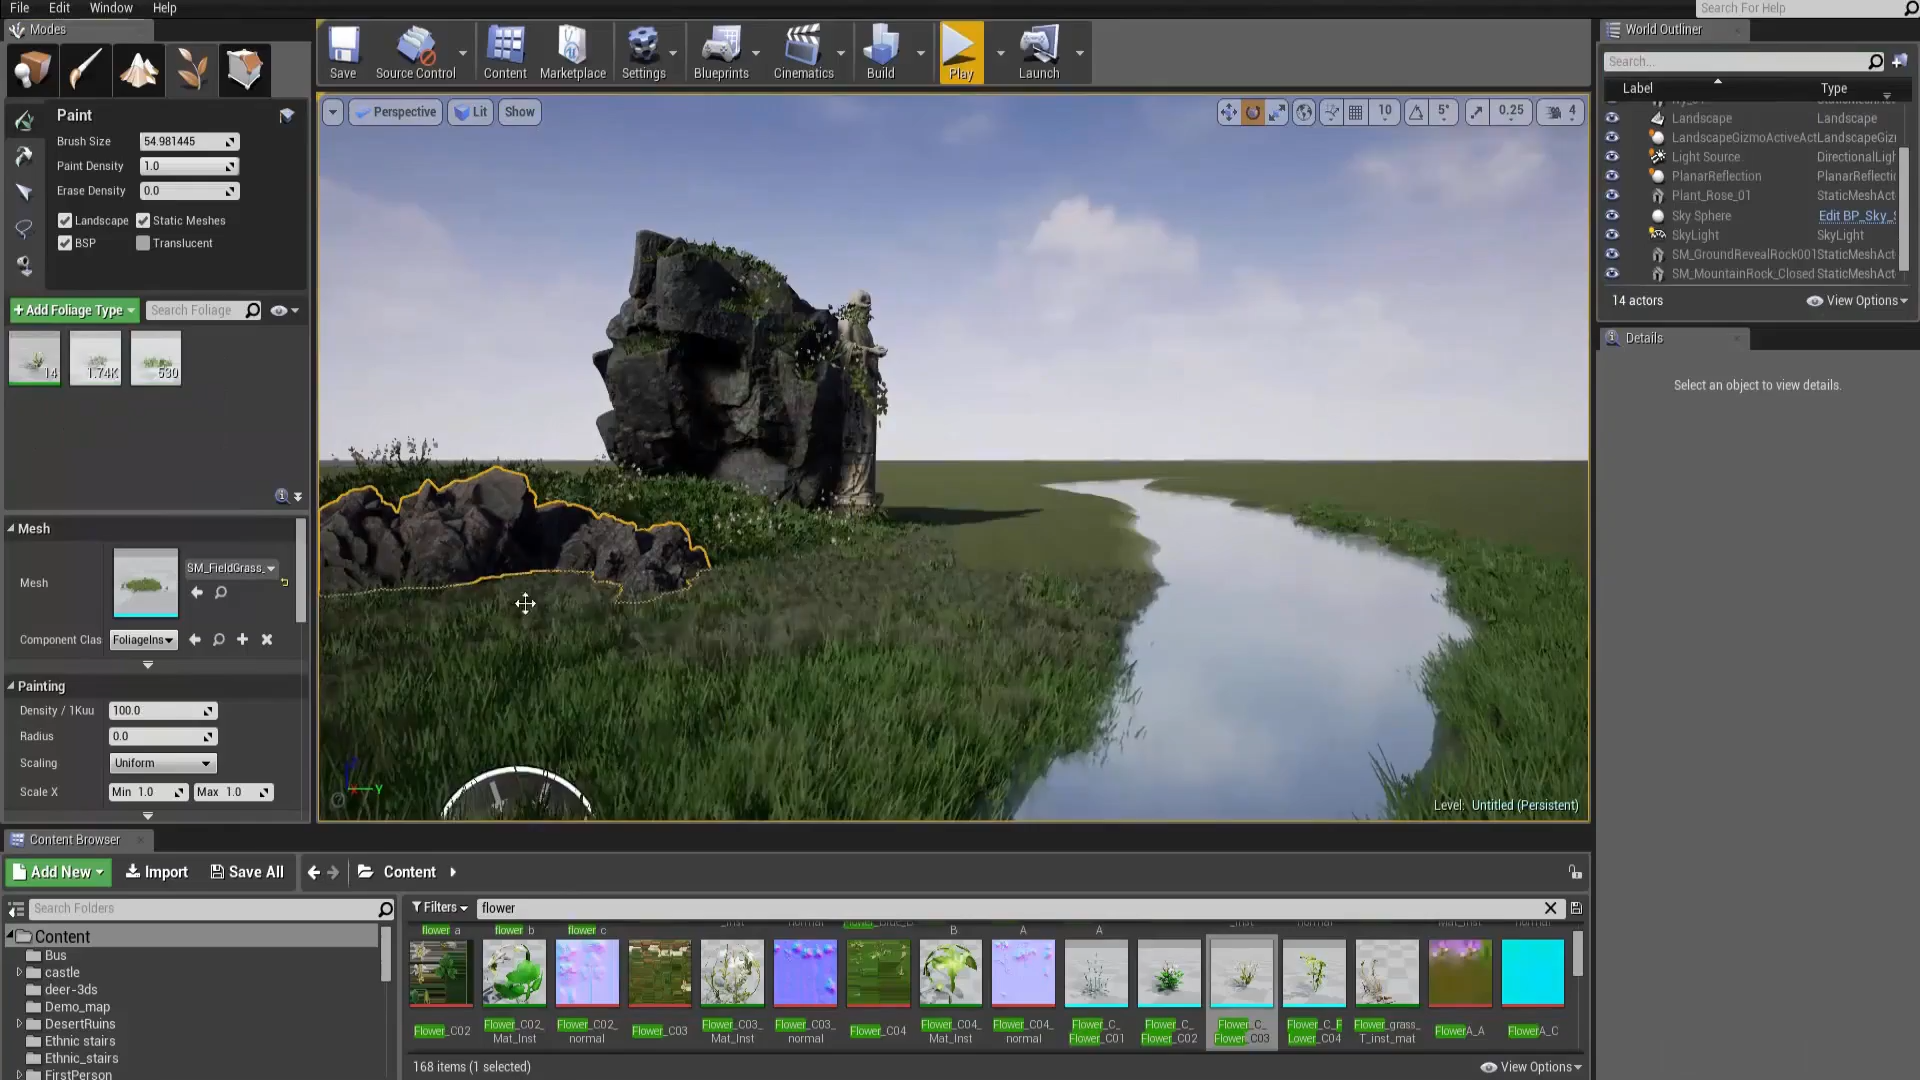 File Edit Window Help
Search For Help
Modes
Save
Source Control
Content
Marketplace
Settings
Blueprints
Cinematics
Build
Play
Launch
World Outliner
Search...
Label Type
Landscape Landscape
LandscapeGizmoActiveAct LandscapeGiz
Light Source DirectionalLigh
PlanarReflection PlanarReflectic
Plant_Rose_01 StaticMeshAct
Sky Sphere Edit BP_Sky_S
SkyLight SkyLight
SM_GroundRevealRock001 StaticMeshAct
SM_MountainRock_Closed StaticMeshAct
14 actors View Options
Details
Select an object to view details.
Paint
Brush Size 54.981445
Paint Density 1.0
Erase Density 0.0
Landscape Static Meshes
BSP Translucent
+Add Foliage Type Search Foliage
14 1.74K 530
Mesh
Mesh SM_FieldGrass_
Component Clas FoliageIns
Painting
Density / 1Kuu 100.0
Radius 0.0
Scaling Uniform
Scale X Min 1.0 Max 1.0
Perspective Lit Show
10 5° 0.25 4
Y
Level: Untitled (Persistent)
Content Browser
Add New Import Save All Content
Search Folders
Filters flower
Content
Bus
castle
deer-3ds
Demo_map
DesertRuins
Ethnic stairs
Ethnic_stairs
FirstPerson
flower a flower b flower c B A A
Flower_C02
Flower_C02_
Mat_Inst
Flower_C02_
normal
Flower_C03
Flower_C03_
Mat_Inst
Flower_C03_
normal
Flower_C04
Flower_C04_
Mat_Inst
Flower_C04_
normal
Flower_C_
Flower_C01
Flower_C_
Flower_C02
Flower_C_
Flower_C03
Flower_C_F
Lower_C04
Flower_grass_
T_inst_mat
FlowerA_A
FlowerA_C
168 items (1 selected)
View Options